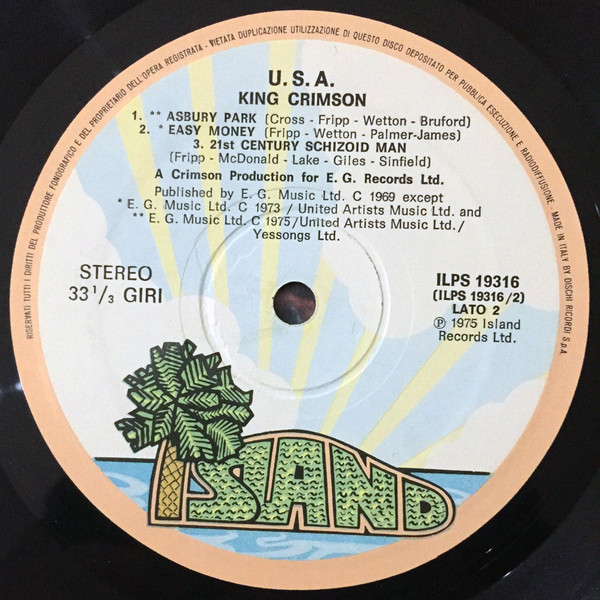 RISERVATI TUTTI I DIRITTI DEL PRODUTTORE FONOGRAFICO E DEL PROPRIETARIO DELL'OPERA REGISTRATA - VIETATA DUPLICAZIONE UTILIZZAZIONE DI QUESTO DISCO DEPOSITATO PER PUBBLICA ESECUZIONE E RADIODIFFUSIONE - MADE IN ITALY BY DISCHI RICORDI S.p.A.
U.S.A.
KING CRIMSON
1. ** ASBURY PARK (Cross - Fripp - Wetton - Bruford)
2. * EASY MONEY (Fripp - Wetton - Palmer-James)
3. 21st CENTURY SCHIZOID MAN
(Fripp - McDonald - Lake - Giles - Sinfield)
A Crimson Production for E. G. Records Ltd.
Published by E. G. Music Ltd. C 1969 except
* E. G. Music Ltd. C 1973 / United Artists Music Ltd. and
** E. G. Music Ltd. C 1975/United Artists Music Ltd./
Yessongs Ltd.
STEREO
33 1/3 GIRI
ILPS 19316
(ILPS 19316/2)
LATO 2
℗ 1975 Island
Records Ltd.
ISLAND